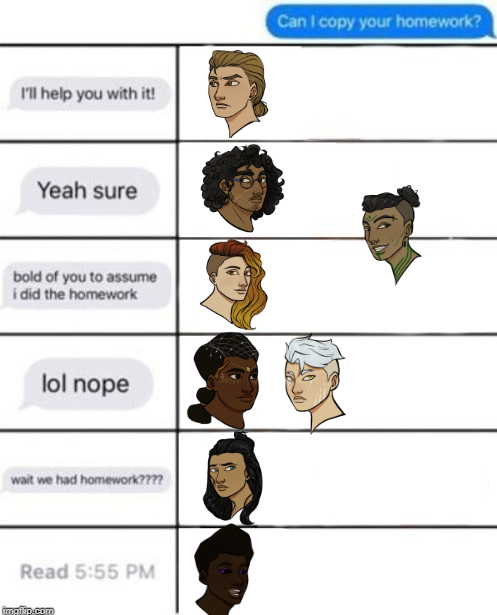 Can I copy your homework?
I'll help you with it!
Yeah sure
bold of you to assume
i did the homework
lol nope
wait we had homework????
Read 5:55 PM
imgflip.com